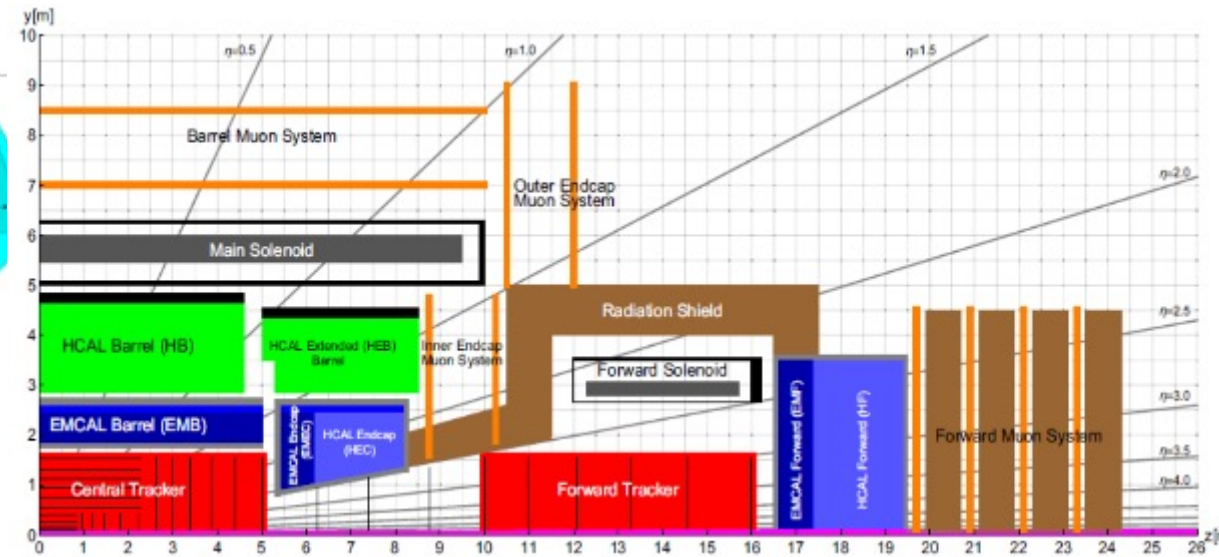 y[m]
10
9
8
7
6
5
4
3
2
1
0
η=0.5
η=1.0
η=1.5
η=2.0
η=2.5
η=3.0
η=3.5
η=4.0
Barrel Muon System
Outer Endcap
Muon System
Main Solenoid
Radiation Shield
HCAL Barrel (HB)
HCAL Extended (HEB)
Barrel
Inner Endcap
Muon System
Forward Solenoid
EMCAL Barrel (EMB)
EMCAL Endcap
(EMEC)
HCAL Endcap
(HEC)
EMCAL Forward (EMF)
HCAL Forward (HF)
Forward Muon System
Central Tracker
Forward Tracker
0 1 2 3 4 5 6 7 8 9 10 11 12 13 14 15 16 17 18 19 20 21 22 23 24 25 26